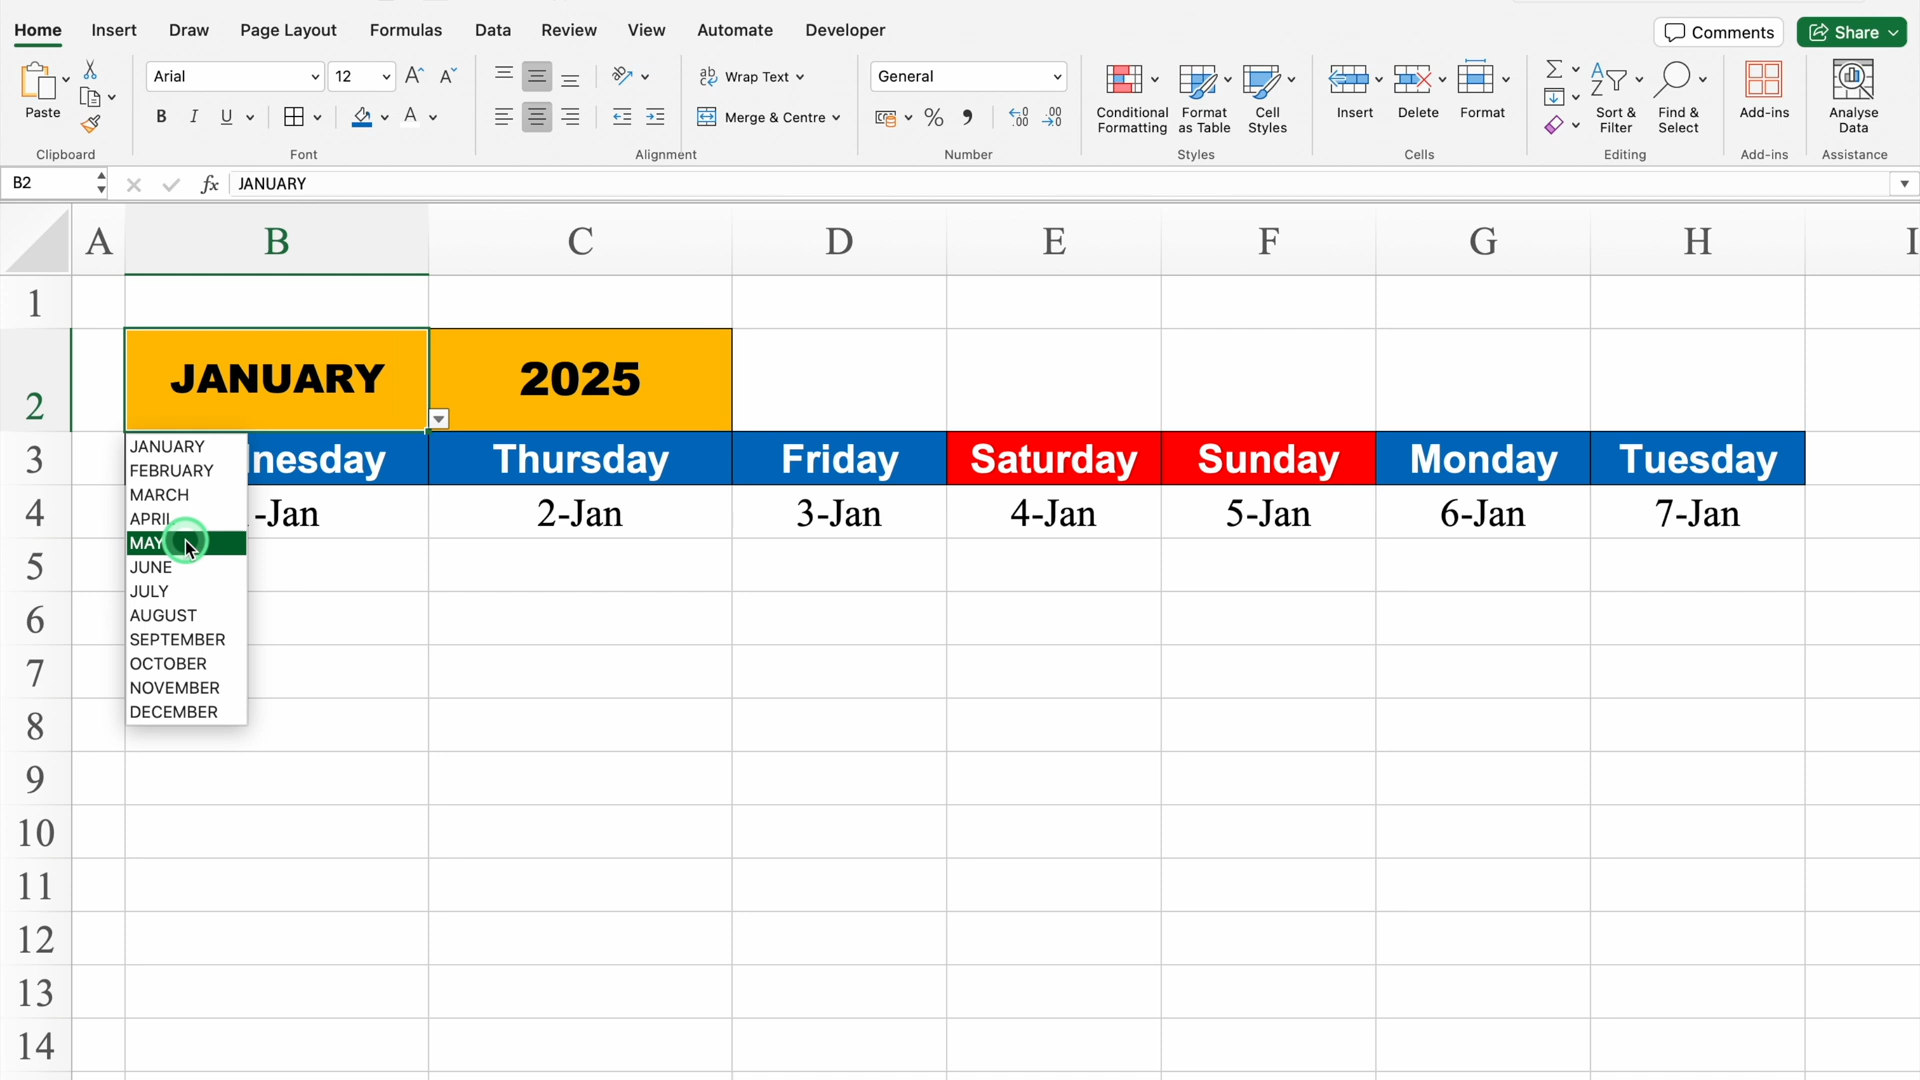 Home Insert Draw Page Layout Formulas Data Review View Automate Developer Comments Share
Arial 12 Wrap Text General
Paste B I U A Merge & Centre % Conditional Formatting Format as Table Cell Styles Insert Delete Format Sort & Filter Find & Select Add-ins Analyse Data
Clipboard Font Alignment Number Styles Cells Editing Add-ins Assistance
B2 fx JANUARY
A B C D E F G H I
1
2 JANUARY 2025
3 nesday Thursday Friday Saturday Sunday Monday Tuesday
4 -Jan 2-Jan 3-Jan 4-Jan 5-Jan 6-Jan 7-Jan
JANUARY
FEBRUARY
MARCH
APRIL
MAY
JUNE
JULY
AUGUST
SEPTEMBER
OCTOBER
NOVEMBER
DECEMBER
5
6
7
8
9
10
11
12
13
14